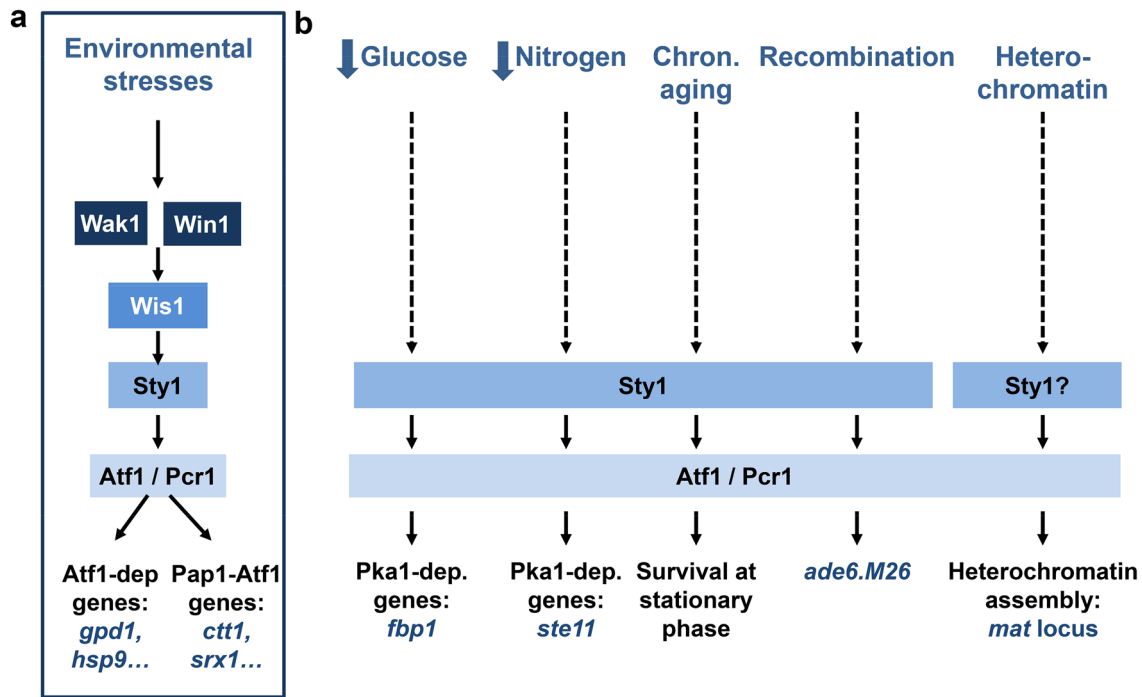 a
Environmental
stresses
Wak1
Win1
Wis1
Sty1
Atf1 / Pcr1
Atf1-dep
genes:
gpd1,
hsp9…
Pap1-Atf1
genes:
ctt1,
srx1…
b
Glucose
Nitrogen
Chron.
aging
Recombination
Hetero-
chromatin
Sty1
Sty1?
Atf1 / Pcr1
Pka1-dep.
genes:
fbp1
Pka1-dep.
genes:
ste11
Survival at
stationary
phase
ade6.M26
Heterochromatin
assembly:
mat locus